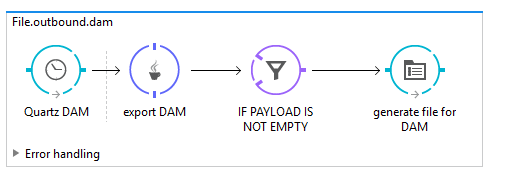 File.outbound.dam
Quartz DAM
export DAM
IF PAYLOAD IS
NOT EMPTY
generate file for
DAM
Error handling